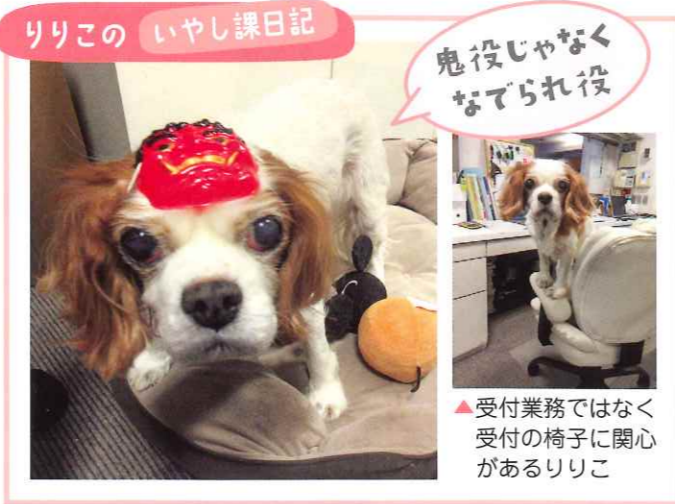 りりこの いやし課日記
鬼役じゃなく
なでられ役
▲受付業務ではなく
受付の椅子に関心
があるりりこ